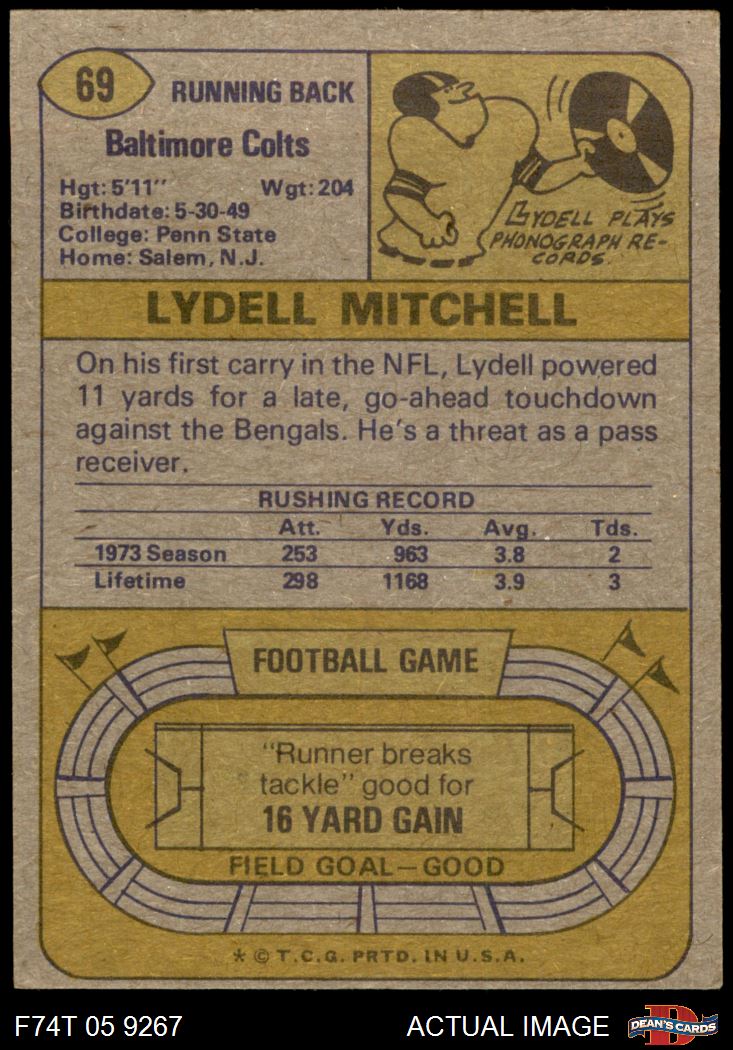 69
RUNNING BACK
Baltimore Colts
Hgt: 5'11" Wgt: 204
Birthdate: 5-30-49
College: Penn State
Home: Salem, N.J.
LYDELL PLAYS
PHONOGRAPH RE-
CORDS.
LYDELL MITCHELL
On his first carry in the NFL, Lydell powered
11 yards for a late, go-ahead touchdown
against the Bengals. He's a threat as a pass
receiver.
RUSHING RECORD
Att. Yds. Avg. Tds.
1973 Season 253 963 3.8 2
Lifetime 298 1168 3.9 3
FOOTBALL GAME
"Runner breaks
tackle" good for
16 YARD GAIN
FIELD GOAL—GOOD
* © T.C.G. PRTD. IN U.S.A.
F74T 05 9267 ACTUAL IMAGE DEAN'S CARDS